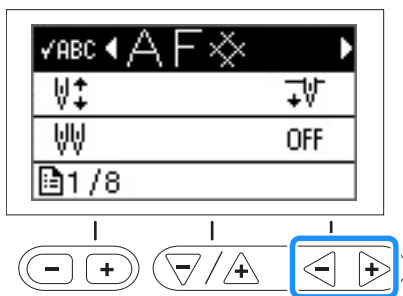 ✓ABC A F
OFF
1/8
- + / - +